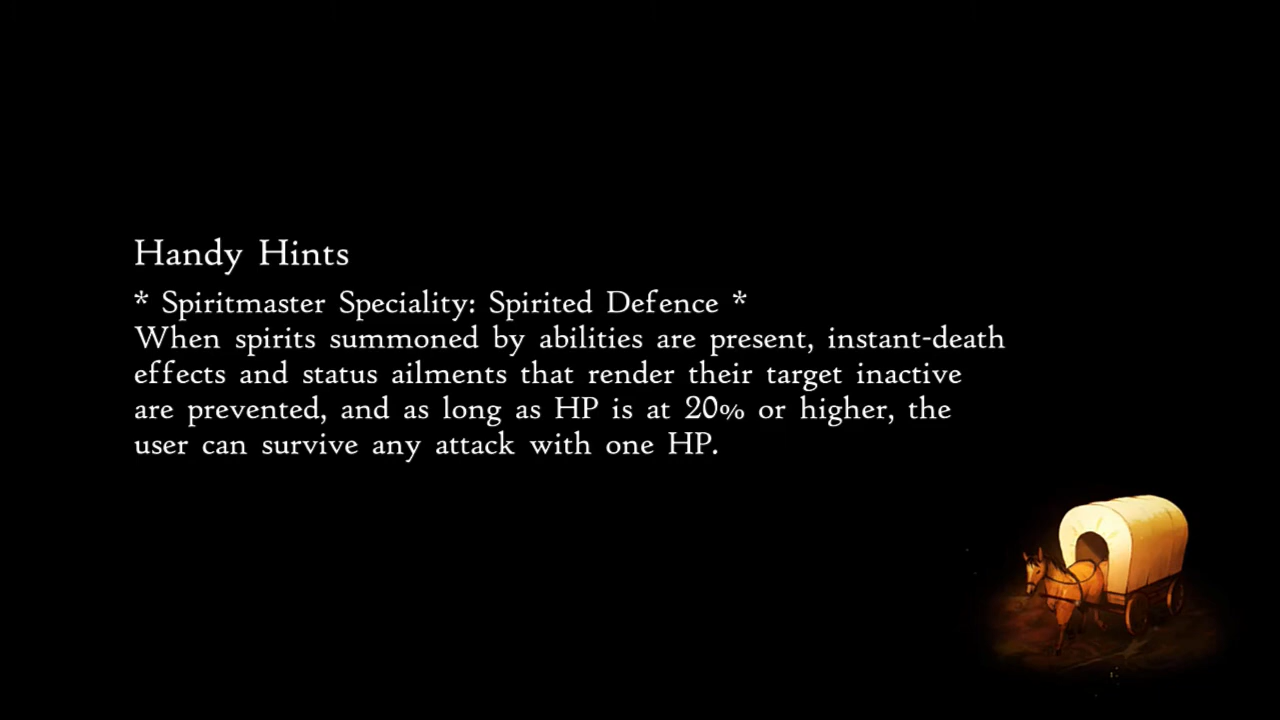 Handy Hints
* Spiritmaster Speciality: Spirited Defence *
When spirits summoned by abilities are present, instant-death
effects and status ailments that render their target inactive
are prevented, and as long as HP is at 20% or higher, the
user can survive any attack with one HP.